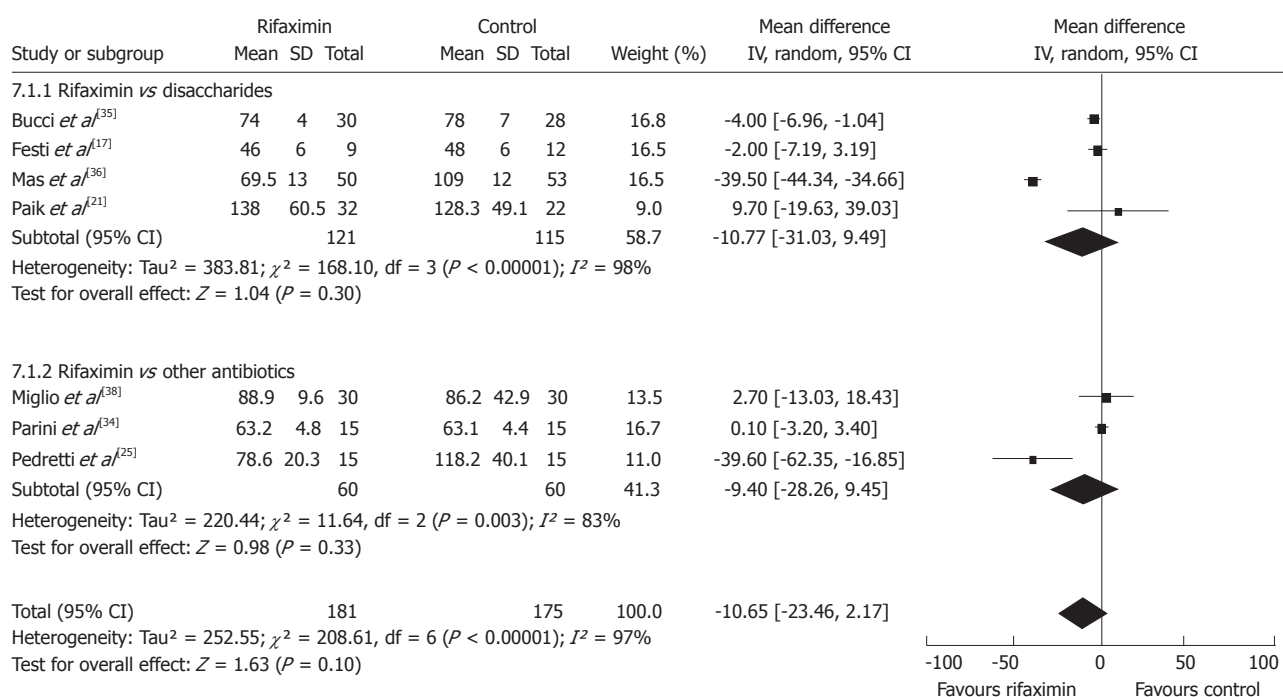 Rifaximin Control Mean difference Mean difference
Study or subgroup Mean SD Total Mean SD Total Weight (%) IV, random, 95% CI IV, random, 95% CI
7.1.1 Rifaximin vs disaccharides
Bucci et al[35] 74 4 30 78 7 28 16.8 -4.00 [-6.96, -1.04]
Festi et al[17] 46 6 9 48 6 12 16.5 -2.00 [-7.19, 3.19]
Mas et al[36] 69.5 13 50 109 12 53 16.5 -39.50 [-44.34, -34.66]
Paik et al[21] 138 60.5 32 128.3 49.1 22 9.0 9.70 [-19.63, 39.03]
Subtotal (95% CI) 121 115 58.7 -10.77 [-31.03, 9.49]
Heterogeneity: Tau² = 383.81; χ² = 168.10, df = 3 (P < 0.00001); I² = 98%
Test for overall effect: Z = 1.04 (P = 0.30)
7.1.2 Rifaximin vs other antibiotics
Miglio et al[38] 88.9 9.6 30 86.2 42.9 30 13.5 2.70 [-13.03, 18.43]
Parini et al[34] 63.2 4.8 15 63.1 4.4 15 16.7 0.10 [-3.20, 3.40]
Pedretti et al[25] 78.6 20.3 15 118.2 40.1 15 11.0 -39.60 [-62.35, -16.85]
Subtotal (95% CI) 60 60 41.3 -9.40 [-28.26, 9.45]
Heterogeneity: Tau² = 220.44; χ² = 11.64, df = 2 (P = 0.003); I² = 83%
Test for overall effect: Z = 0.98 (P = 0.33)
Total (95% CI) 181 175 100.0 -10.65 [-23.46, 2.17]
Heterogeneity: Tau² = 252.55; χ² = 208.61, df = 6 (P < 0.00001); I² = 97%
Test for overall effect: Z = 1.63 (P = 0.10)
-100 -50 0 50 100
Favours rifaximin Favours control